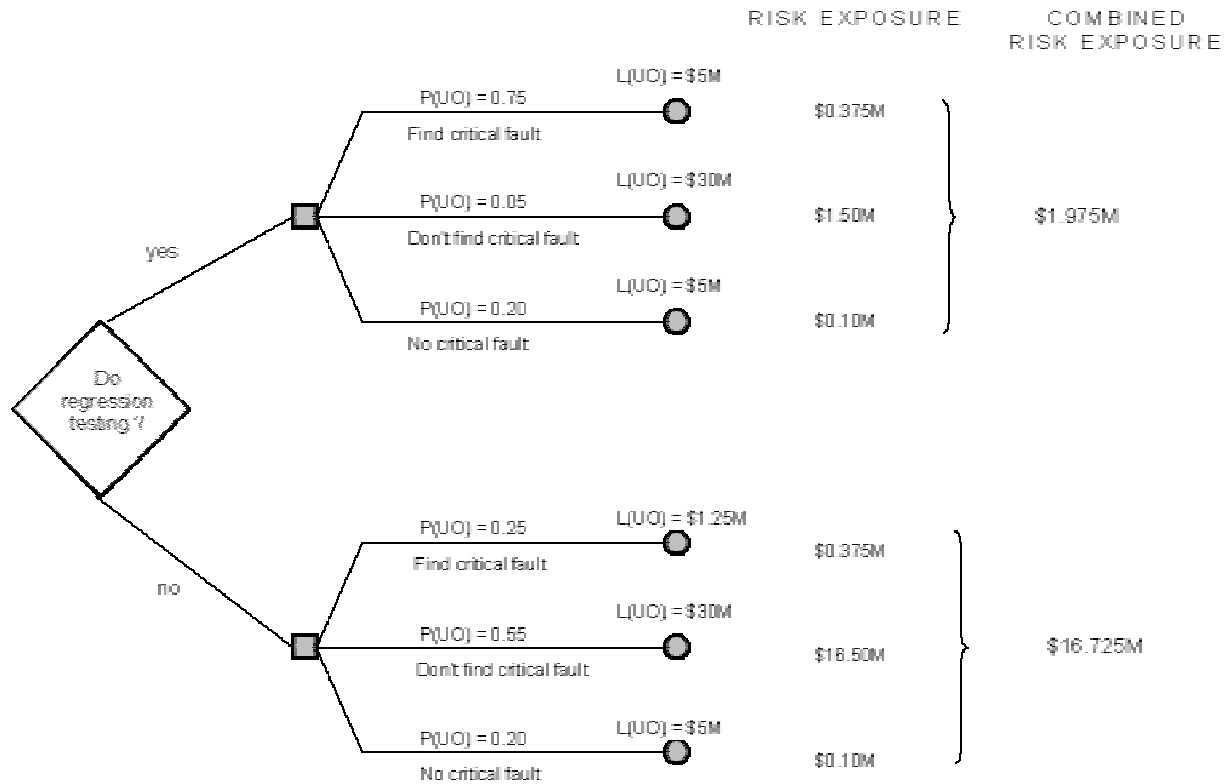 RISK EXPOSURE
COMBINED
RISK EXPOSURE
L(UO) = $5M
P(UO) = 0.75
Find critical fault
$0.375M
L(UO) = $30M
P(UO) = 0.05
Don't find critical fault
$1.50M
$1.975M
yes
L(UO) = $5M
P(UO) = 0.20
No critical fault
$0.10M
Do
regression
testing?
L(UO) = $1.25M
P(UO) = 0.25
Find critical fault
$0.375M
no
L(UO) = $30M
P(UO) = 0.55
Don't find critical fault
$16.50M
$16.725M
L(UO) = $5M
P(UO) = 0.20
No critical fault
$0.10M